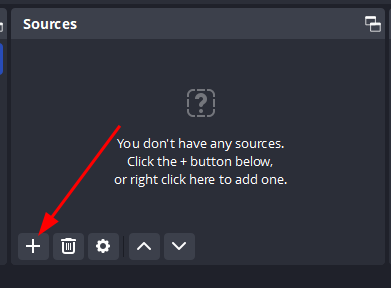 Sources
You don't have any sources.
Click the + button below,
or right click here to add one.